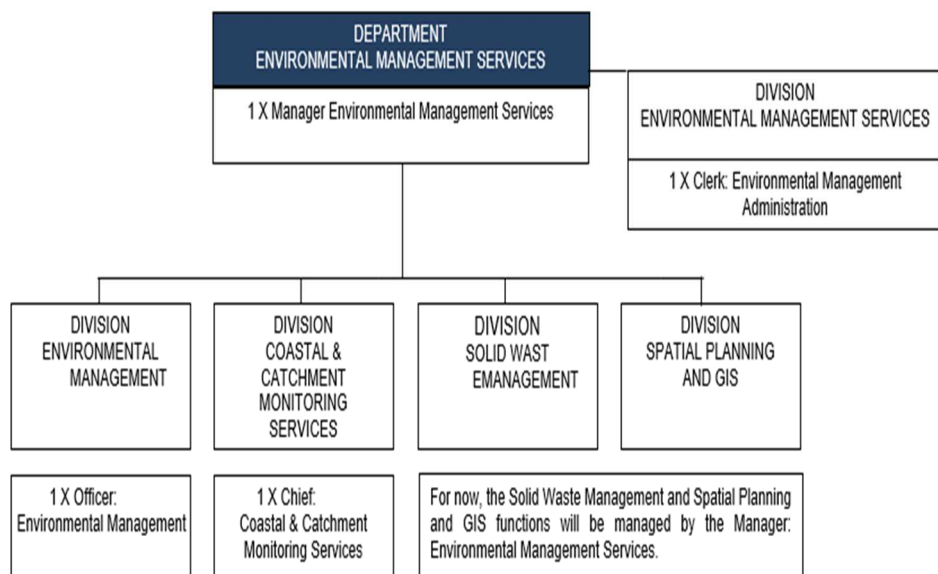 DEPARTMENT
ENVIRONMENTAL MANAGEMENT SERVICES
1 X Manager Environmental Management Services
DIVISION
ENVIRONMENTAL MANAGEMENT SERVICES
1 X Clerk: Environmental Management
Administration
DIVISION
ENVIRONMENTAL
MANAGEMENT
DIVISION
COASTAL &
CATCHMENT
MONITORING
SERVICES
DIVISION
SOLID WAST
EMANAGEMENT
DIVISION
SPATIAL PLANNING
AND GIS
1 X Officer:
Environmental Management
1 X Chief:
Coastal & Catchment
Monitoring Services
For now, the Solid Waste Management and Spatial Planning
and GIS functions will be managed by the Manager:
Environmental Management Services.